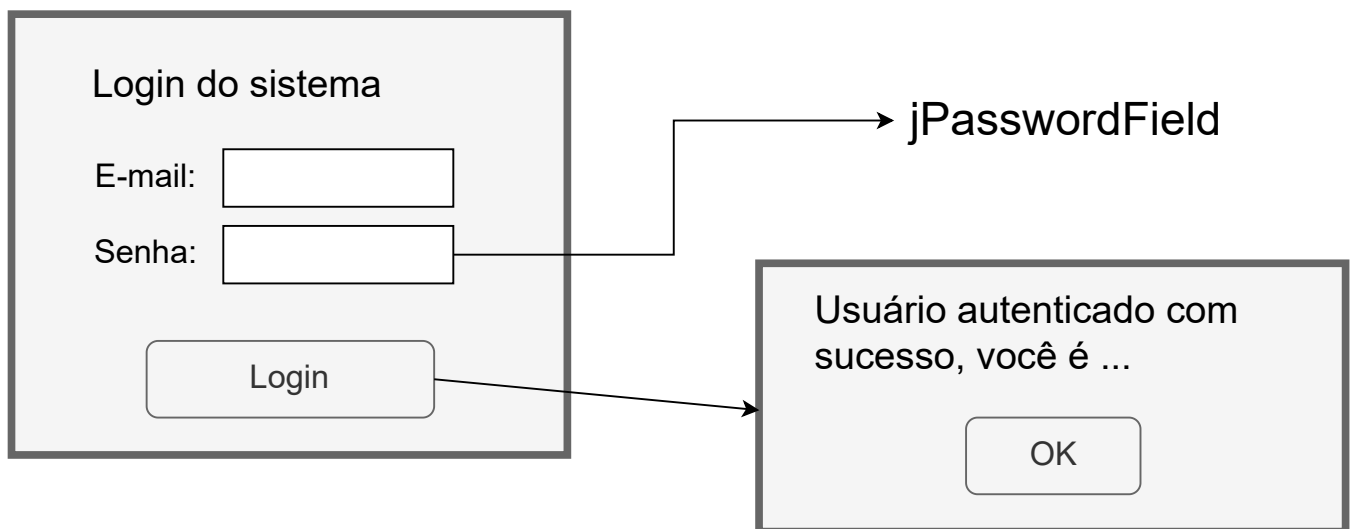 Login do sistema
E-mail:
Senha:
Login
jPasswordField
Usuário autenticado com
sucesso, você é ...
OK